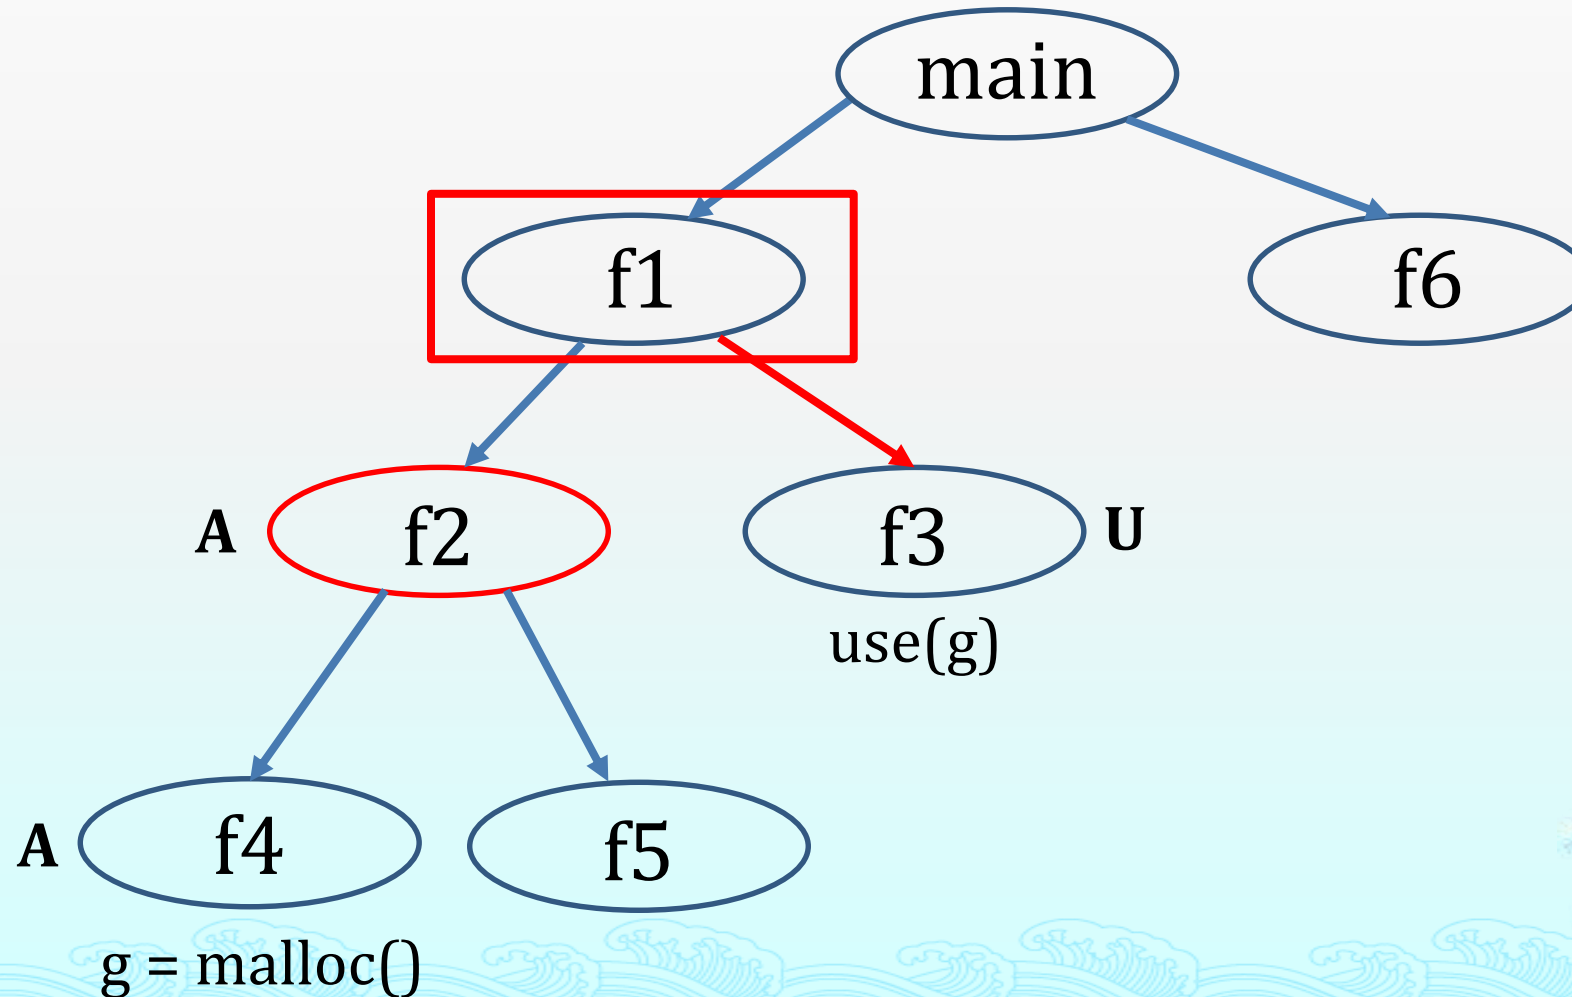 main
f1
f6
A
f2
f3
U
use(g)
A
f4
f5
g = malloc()